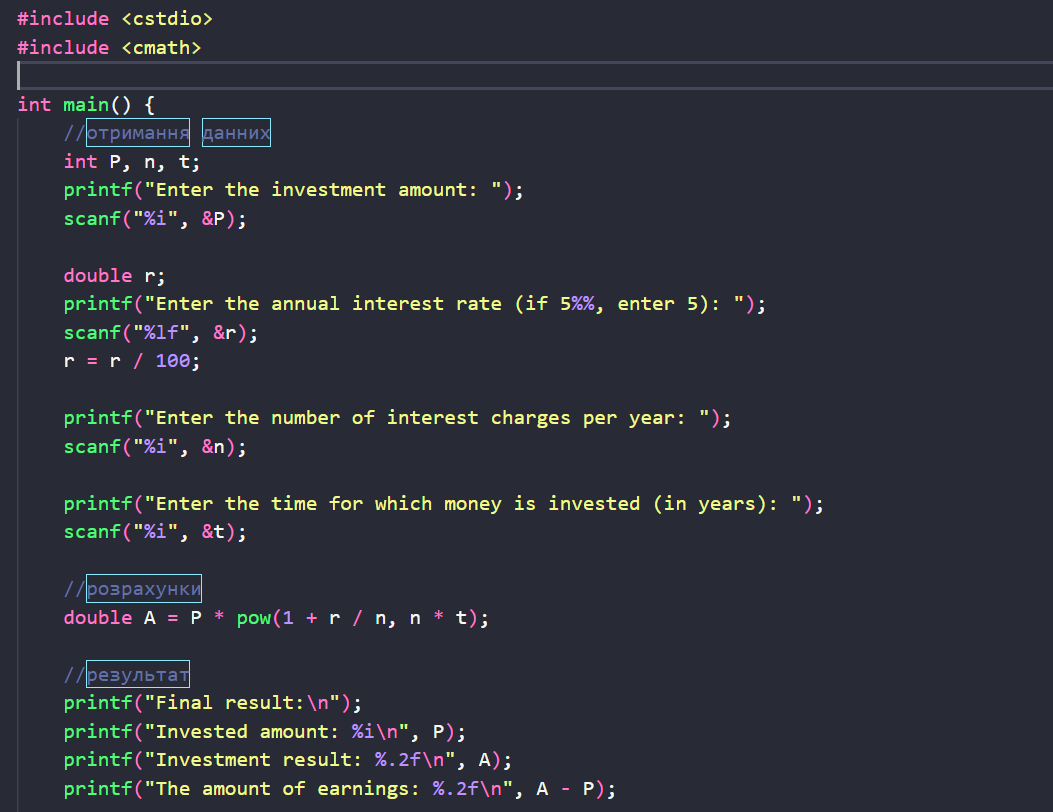 #include <cstdio>
#include <cmath>
int main() {
//отримання данних
int P, n, t;
printf("Enter the investment amount: ");
scanf("%i", &P);
double r;
printf("Enter the annual interest rate (if 5%%, enter 5): ");
scanf("%lf", &r);
r = r / 100;
printf("Enter the number of interest charges per year: ");
scanf("%i", &n);
printf("Enter the time for which money is invested (in years): ");
scanf("%i", &t);
//розрахунки
double A = P * pow(1 + r / n, n * t);
//результат
printf("Final result:\n");
printf("Invested amount: %i\n", P);
printf("Investment result: %.2f\n", A);
printf("The amount of earnings: %.2f\n", A - P);